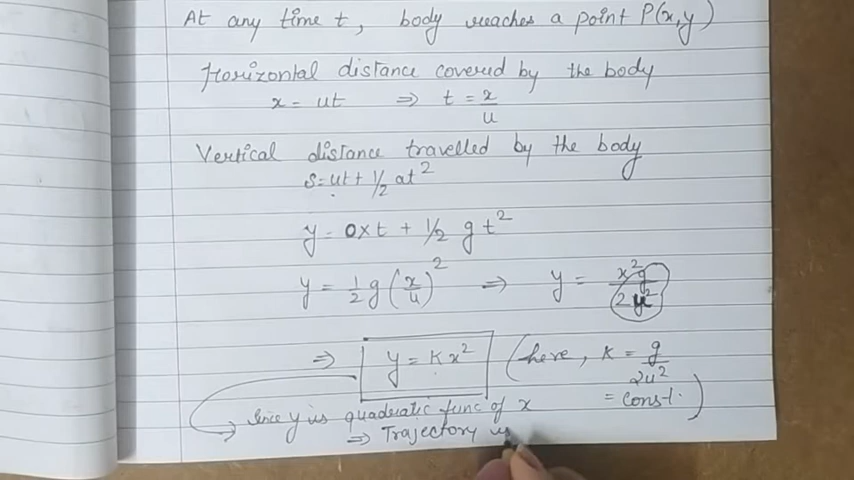 At any time t, body reaches a point P(x,y)
Horizontal distance covered by the body
x = ut ⇒ t = x/u
Vertical distance travelled by the body
S = ut + 1/2 at²
y = 0xt + 1/2 g t²
y = 1/2 g (x/u)² ⇒ y = x²g/2u²
⇒ y = Kx² (here, K = g/2u²
= const.)
Since y is quadratic func of x
⇒ Trajectory is